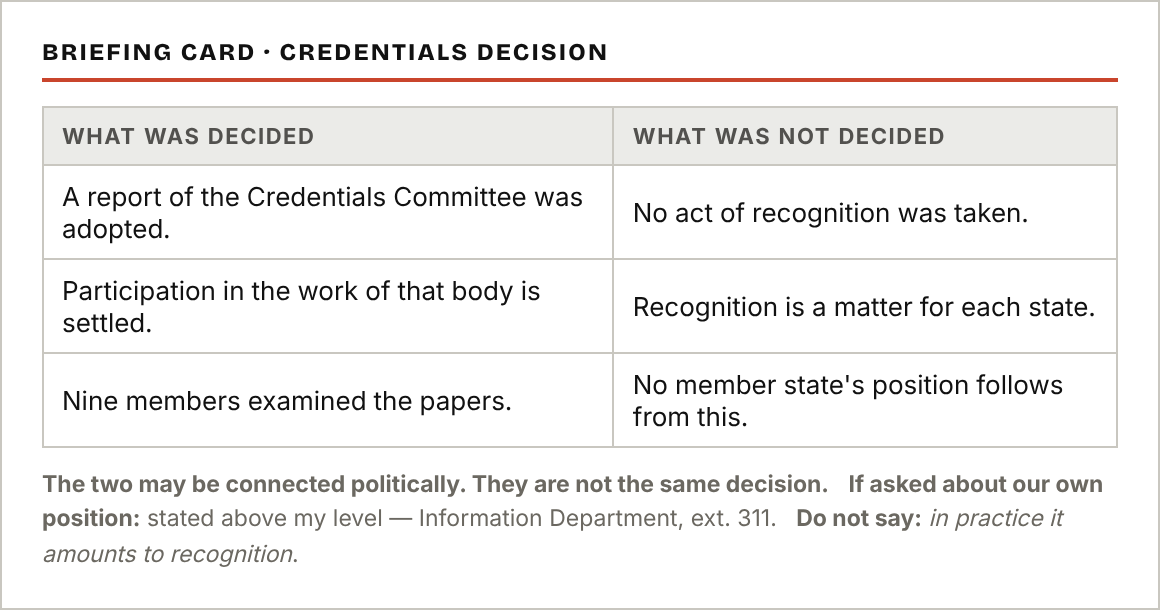 BRIEFING CARD · CREDENTIALS DECISION
WHAT WAS DECIDED
WHAT WAS NOT DECIDED
A report of the Credentials Committee was
adopted.
No act of recognition was taken.
Participation in the work of that body is
settled.
Recognition is a matter for each state.
Nine members examined the papers.
No member state's position follows
from this.
The two may be connected politically. They are not the same decision. If asked about our own
position: stated above my level — Information Department, ext. 311. Do not say: in practice it
amounts to recognition.